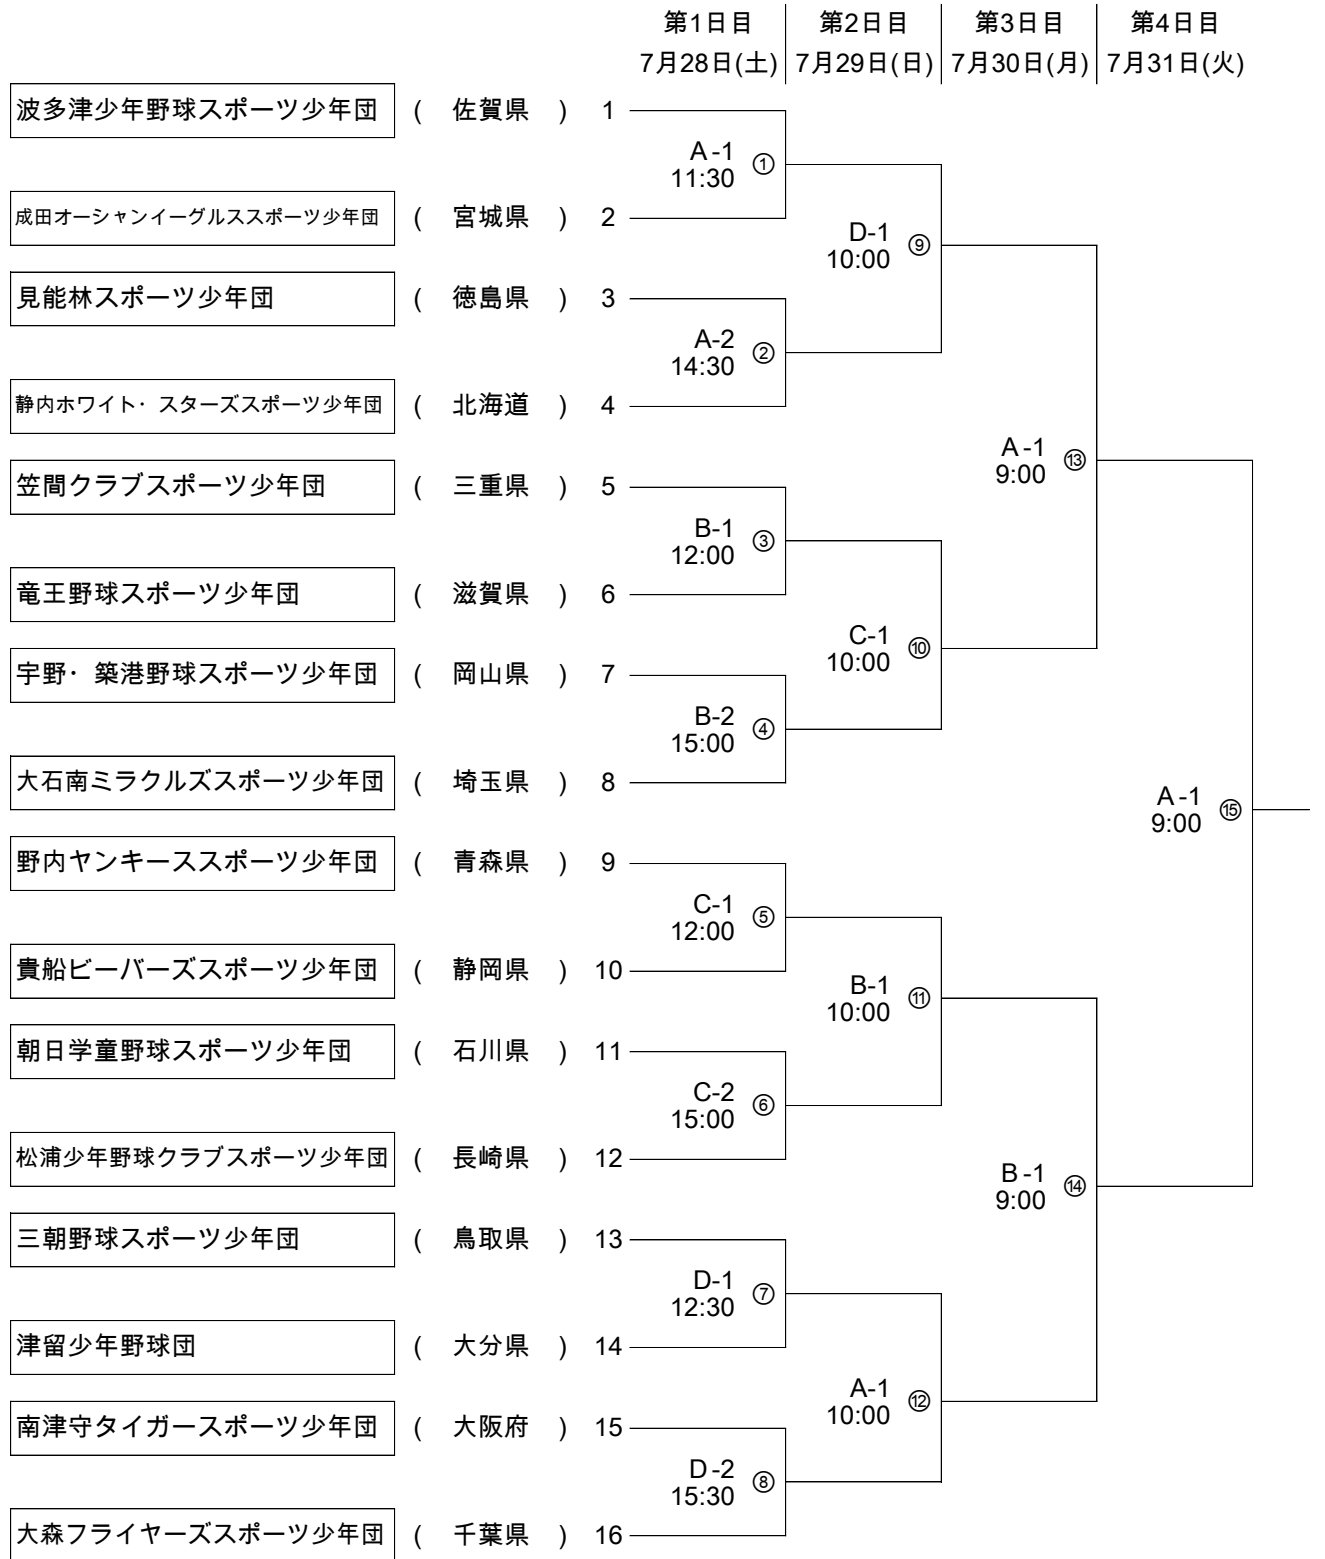 第1日目 第2日目 第3日目 第4日目
7月28日(土) 7月29日(日) 7月30日(月) 7月31日(火)
波多津少年野球スポーツ少年団 ( 佐賀県 ) 1
A-1 ①
11:30
成田オーシャンイーグルススポーツ少年団 ( 宮城県 ) 2
D-1 ⑨
10:00
見能林スポーツ少年団 ( 徳島県 ) 3
A-2 ②
14:30
静内ホワイト・スターズスポーツ少年団 ( 北海道 ) 4
A-1 ⑬
9:00
笠間クラブスポーツ少年団 ( 三重県 ) 5
B-1 ③
12:00
竜王野球スポーツ少年団 ( 滋賀県 ) 6
C-1 ⑩
10:00
宇野・築港野球スポーツ少年団 ( 岡山県 ) 7
B-2 ④
15:00
大石南ミラクルズスポーツ少年団 ( 埼玉県 ) 8
A-1 ⑮
9:00
野内ヤンキーススポーツ少年団 ( 青森県 ) 9
C-1 ⑤
12:00
貴船ビーバーズスポーツ少年団 ( 静岡県 ) 10
B-1 ⑪
10:00
朝日学童野球スポーツ少年団 ( 石川県 ) 11
C-2 ⑥
15:00
松浦少年野球クラブスポーツ少年団 ( 長崎県 ) 12
B-1 ⑭
9:00
三朝野球スポーツ少年団 ( 鳥取県 ) 13
D-1 ⑦
12:30
津留少年野球団 ( 大分県 ) 14
A-1 ⑫
10:00
南津守タイガースポーツ少年団 ( 大阪府 ) 15
D-2 ⑧
15:30
大森フライヤーズスポーツ少年団 ( 千葉県 ) 16